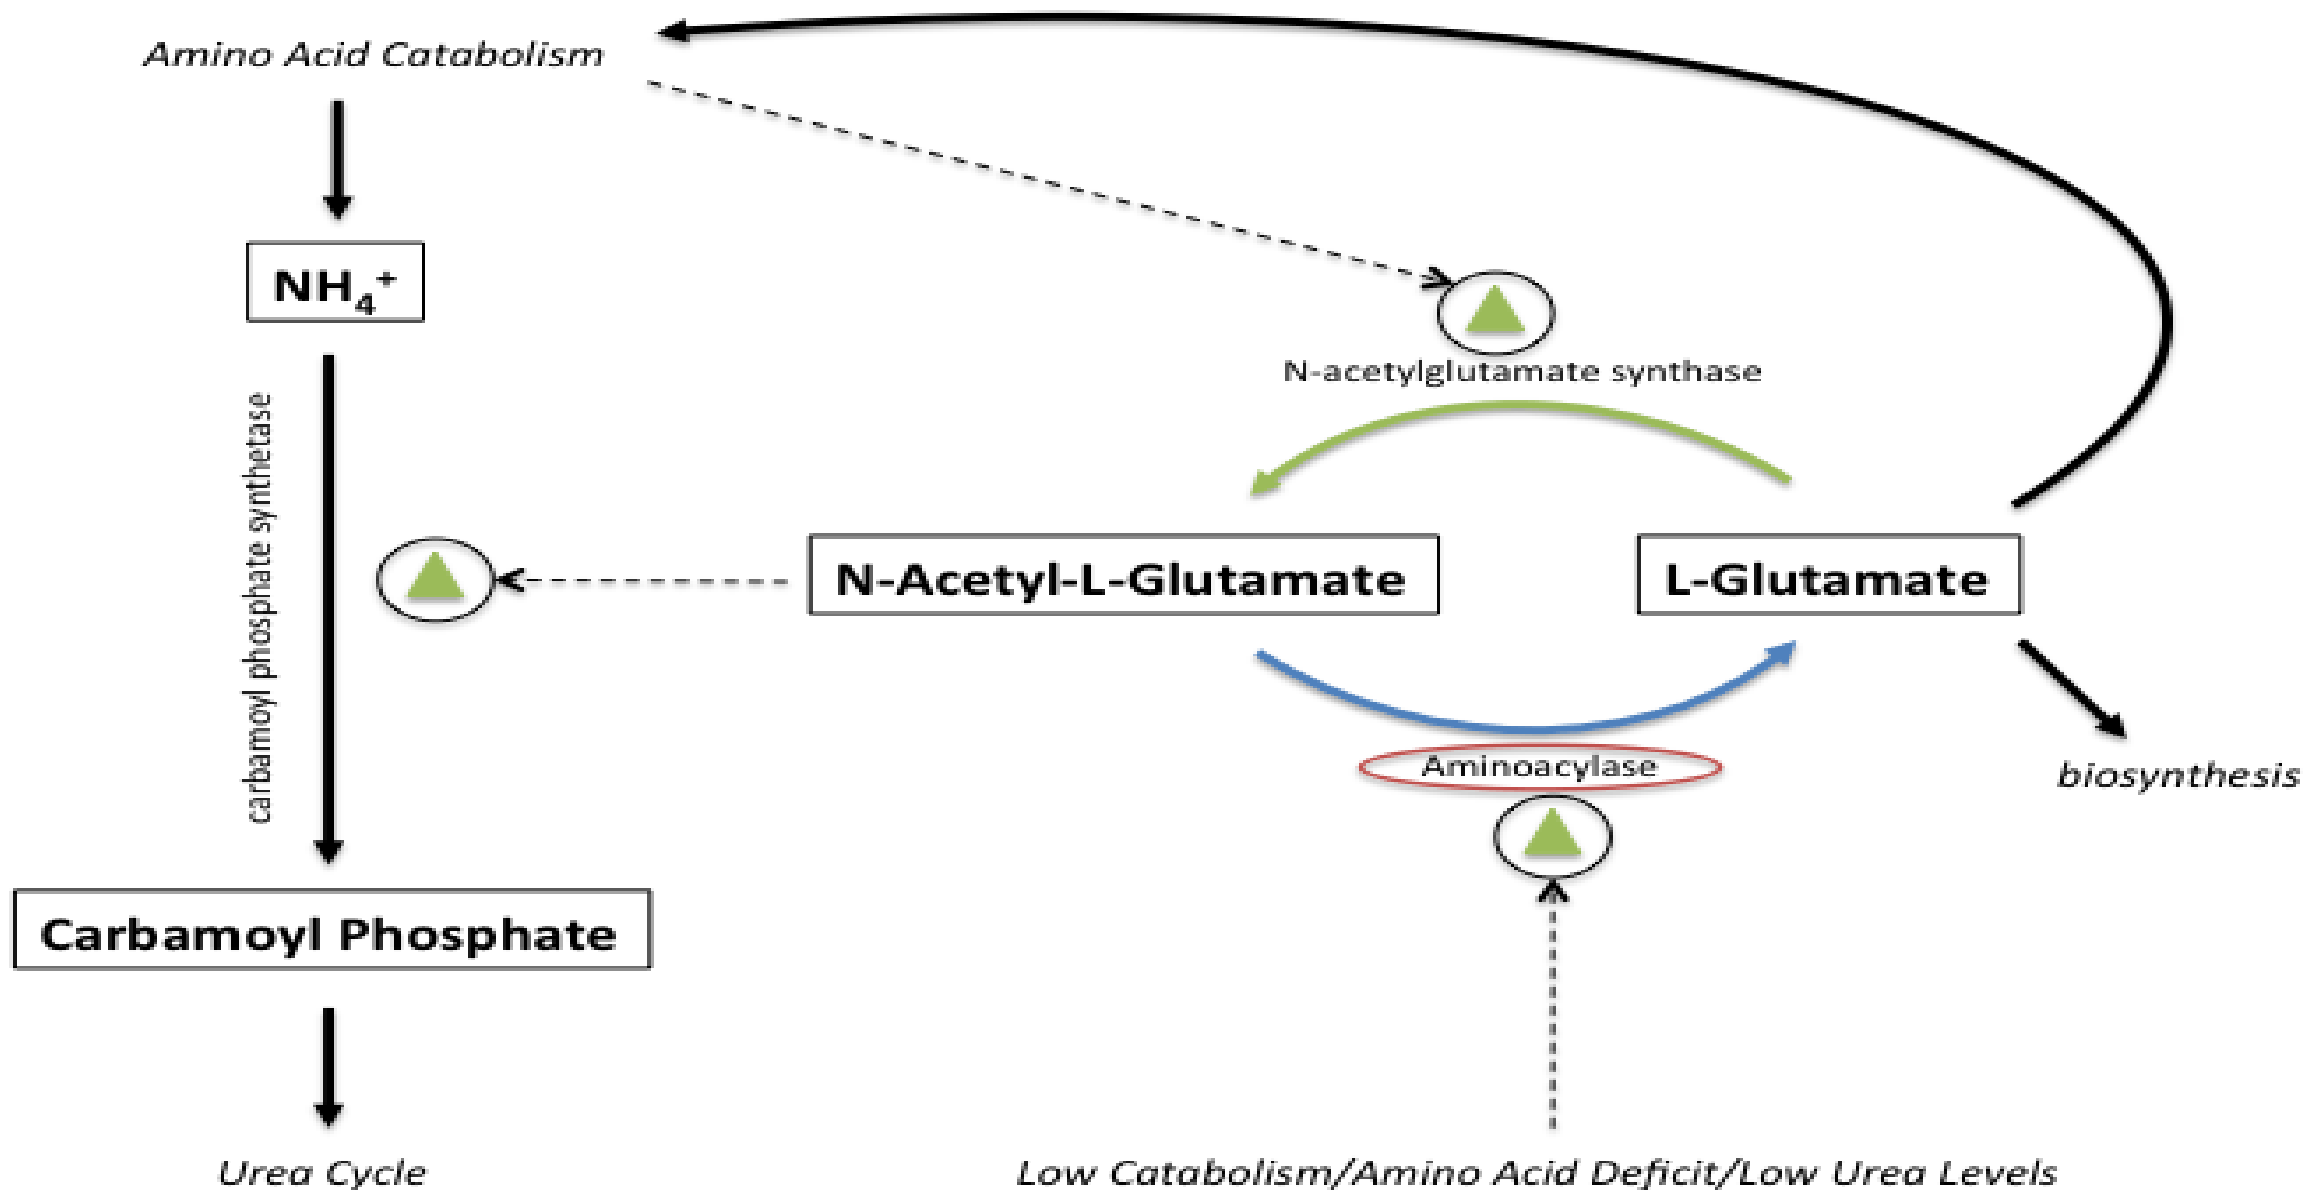 Amino Acid Catabolism
NH₄⁺
N-acetylglutamate synthase
carbamoyl phosphate synthetase
N-Acetyl-L-Glutamate
L-Glutamate
Aminoacylase
biosynthesis
Carbamoyl Phosphate
Urea Cycle
Low Catabolism/Amino Acid Deficit/Low Urea Levels